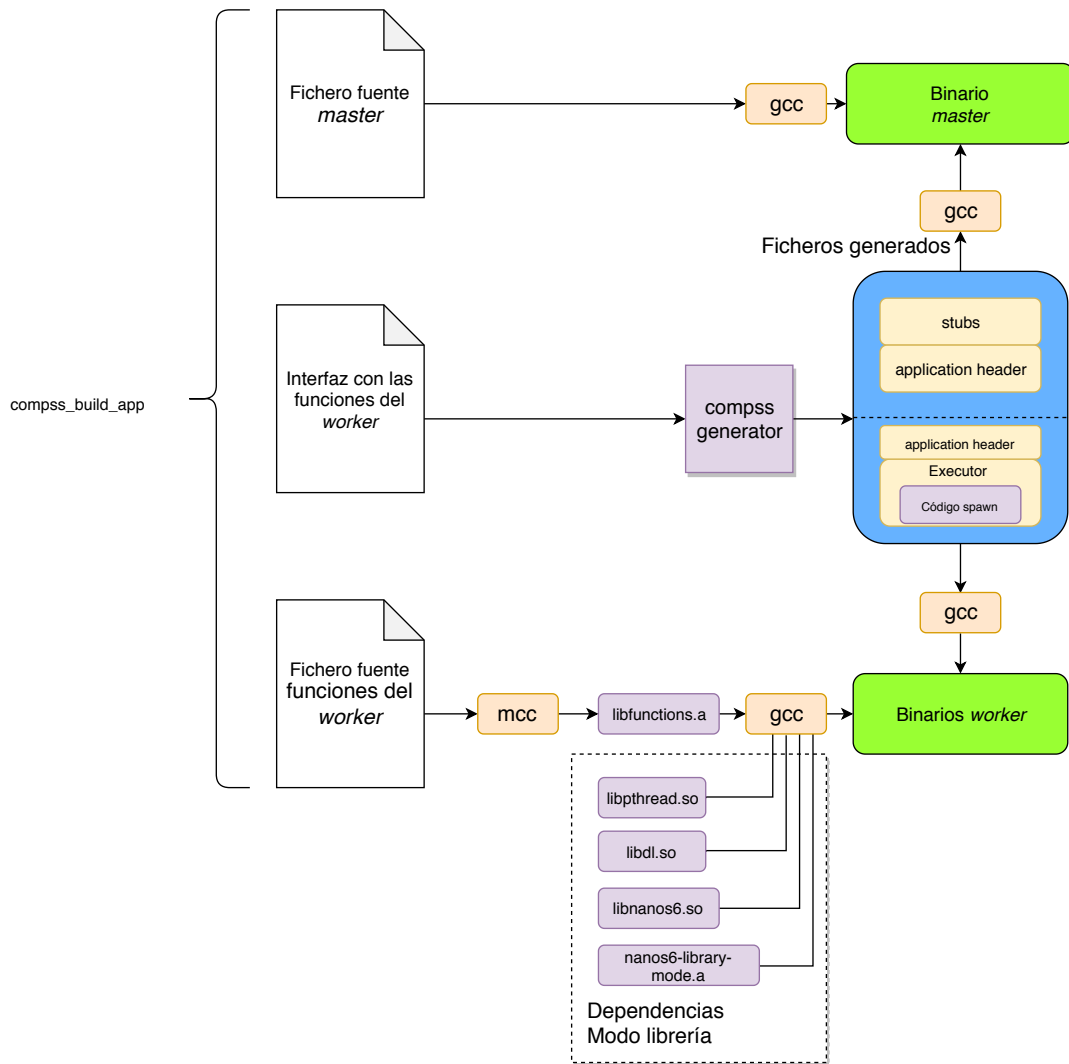 Fichero fuente
master
gcc
Binario
master
gcc
Ficheros generados
stubs
application header
compss_build_app
Interfaz con las
funciones del
worker
compss
generator
application header
Executor
Código spawn
gcc
Fichero fuente
funciones del
worker
mcc
libfunctions.a
gcc
Binarios worker
libpthread.so
libdl.so
libnanos6.so
nanos6-library-
mode.a
Dependencias
Modo librería